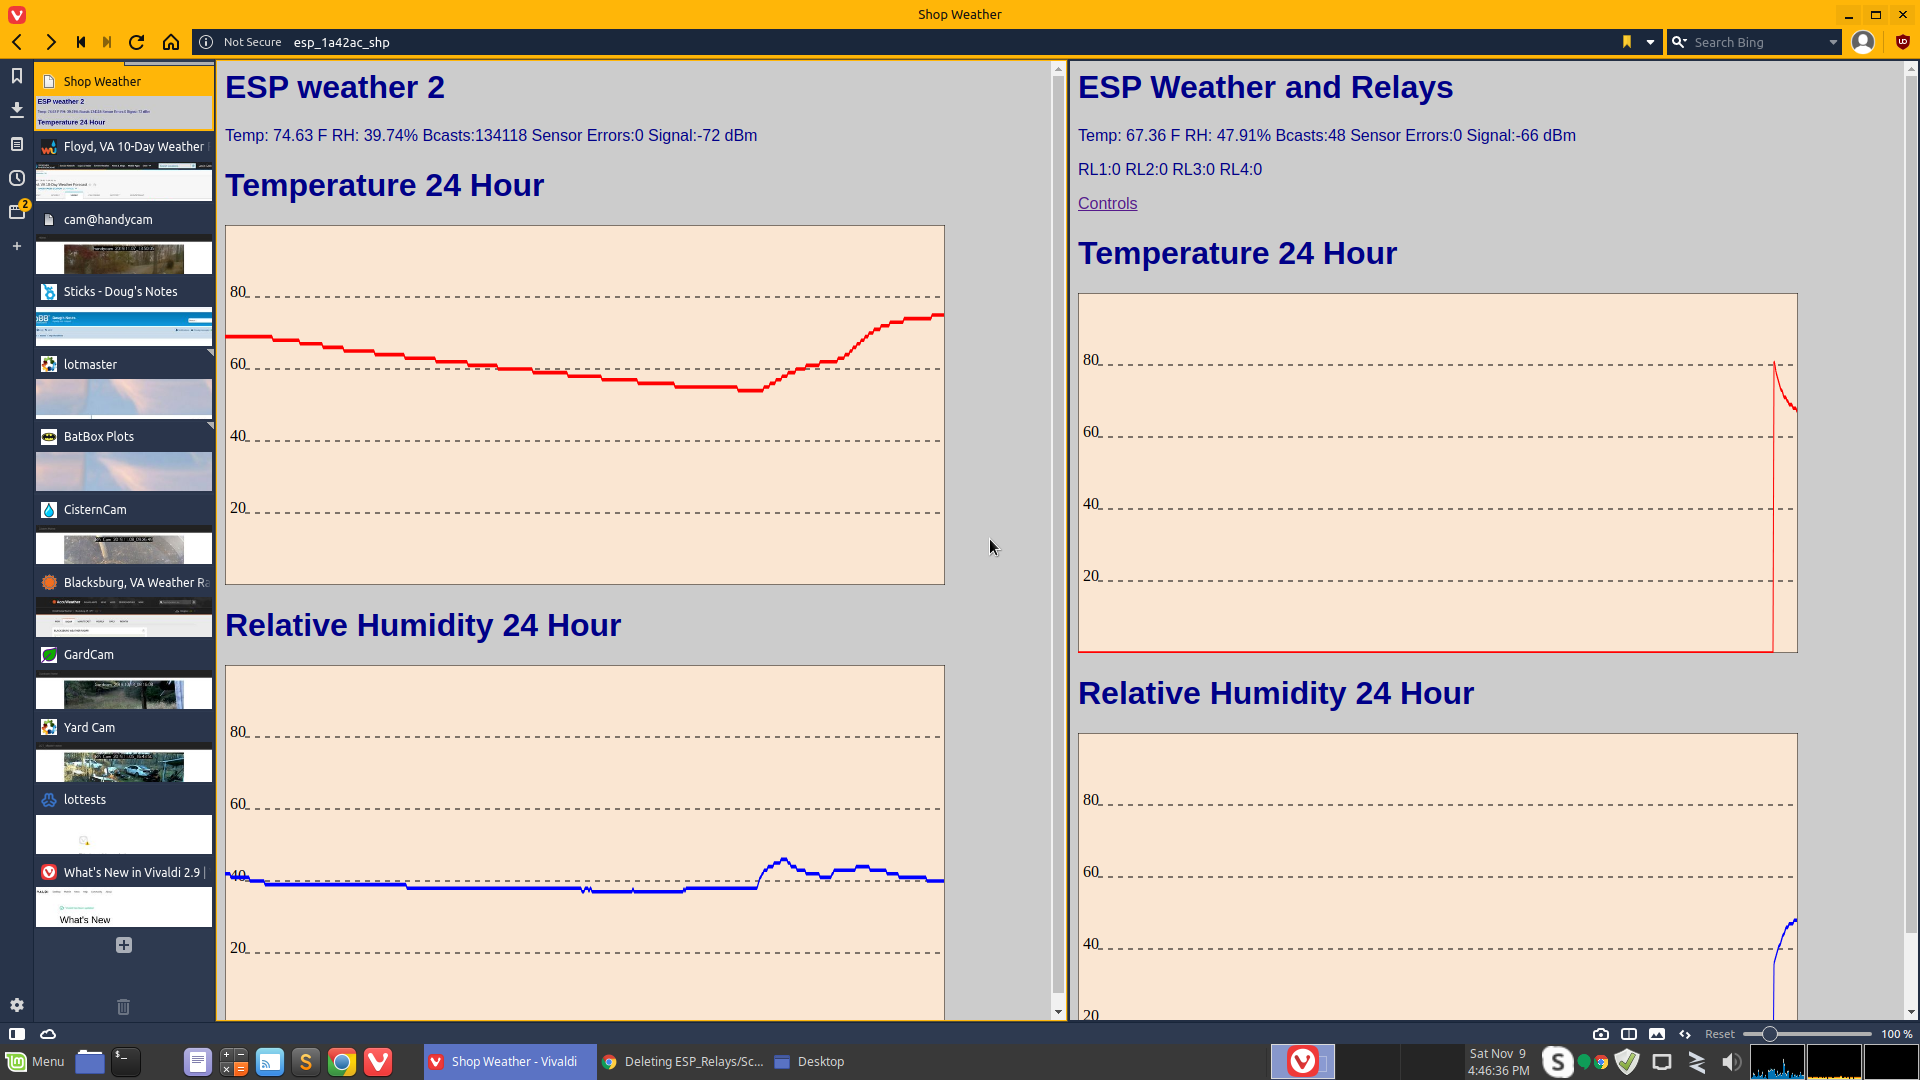 Shop Weather
Not Secure esp_1a42ac_shp
Search Bing
Shop Weather
ESP weather 2
Temperature 24 Hour
Floyd, VA 10-Day Weather
2
cam@handycam
Sticks - Doug's Notes
lotmaster
BatBox Plots
CisternCam
Blacksburg, VA Weather Ra
GardCam
Yard Cam
lottests
What's New in Vivaldi 2.9 |
What's New
ESP weather 2
Temp: 74.63 F RH: 39.74% Bcasts:134118 Sensor Errors:0 Signal:-72 dBm
Temperature 24 Hour
80
60
40
20
Relative Humidity 24 Hour
80
60
40
20
ESP Weather and Relays
Temp: 67.36 F RH: 47.91% Bcasts:48 Sensor Errors:0 Signal:-66 dBm
RL1:0 RL2:0 RL3:0 RL4:0
Controls
Temperature 24 Hour
80
60
40
20
Relative Humidity 24 Hour
80
60
40
20
Reset 100 %
Menu
Shop Weather - Vivaldi
Deleting ESP_Relays/Sc...
Desktop
Sat Nov 9
4:46:36 PM